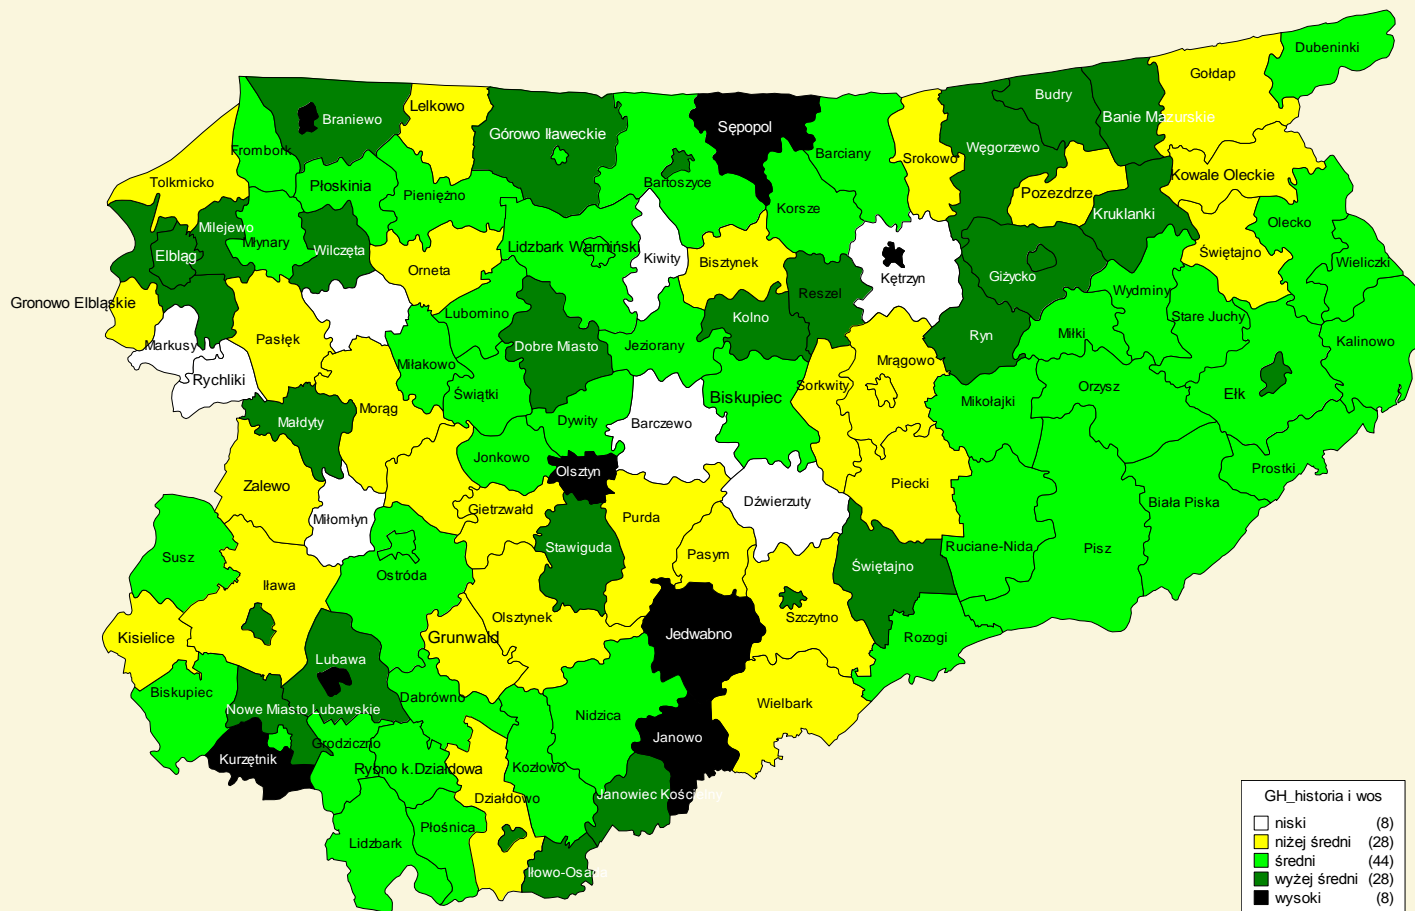 Dubeninki
Gołdap
Budry
Lelkowo
Banie Mazurskie
Braniewo
Sępopol
Górowo Iławeckie
Węgorzewo
Frombork
Barciany
Srokowo
Kowale Oleckie
Tolkmicko
Płoskinia
Bartoszyce
Pieniężno
Pozezdrze
Korsze
Kruklanki
Olecko
Milejewo
Młynary
Lidzbark Warmiński
Wilczęta
Świętajno
Elbląg
Kiwity
Bisztynek
Wieliczki
Orneta
Kętrzyn
Giżycko
Wydminy
Reszel
Gronowo Elbląskie
Lubomino
Kolno
Stare Juchy
Miłki
Ryn
Pasłęk
Kalinowo
Markusy
Dobre Miasto
Jeziorany
Mrągowo
Miłakowo
Rychliki
Sorkwity
Orzysz
Świątki
Ełk
Biskupiec
Mikołajki
Morąg
Małdyty
Dywity
Barczewo
Jonkowo
Olsztyn
Prostki
Zalewo
Piecki
Dźwierzuty
Biała Piska
Gietrzwałd
Miłomłyn
Purda
Ruciane-Nida
Pisz
Stawiguda
Pasym
Susz
Świętajno
Ostróda
Iława
Olsztynek
Szczytno
Jedwabno
Kisielice
Grunwald
Rozogi
Lubawa
Biskupiec
Dąbrówno
Wielbark
Nowe Miasto Lubawskie
Nidzica
Janowo
Grodziczno
Kurzętnik
Rybno k.Działdowa
Kozłowo
Janowiec Kościelny
Działdowo
Płośnica
Lidzbark
Iłowo-Osada
GH_historia i wos
niski (8)
niżej średni (28)
średni (44)
wyżej średni (28)
wysoki (8)